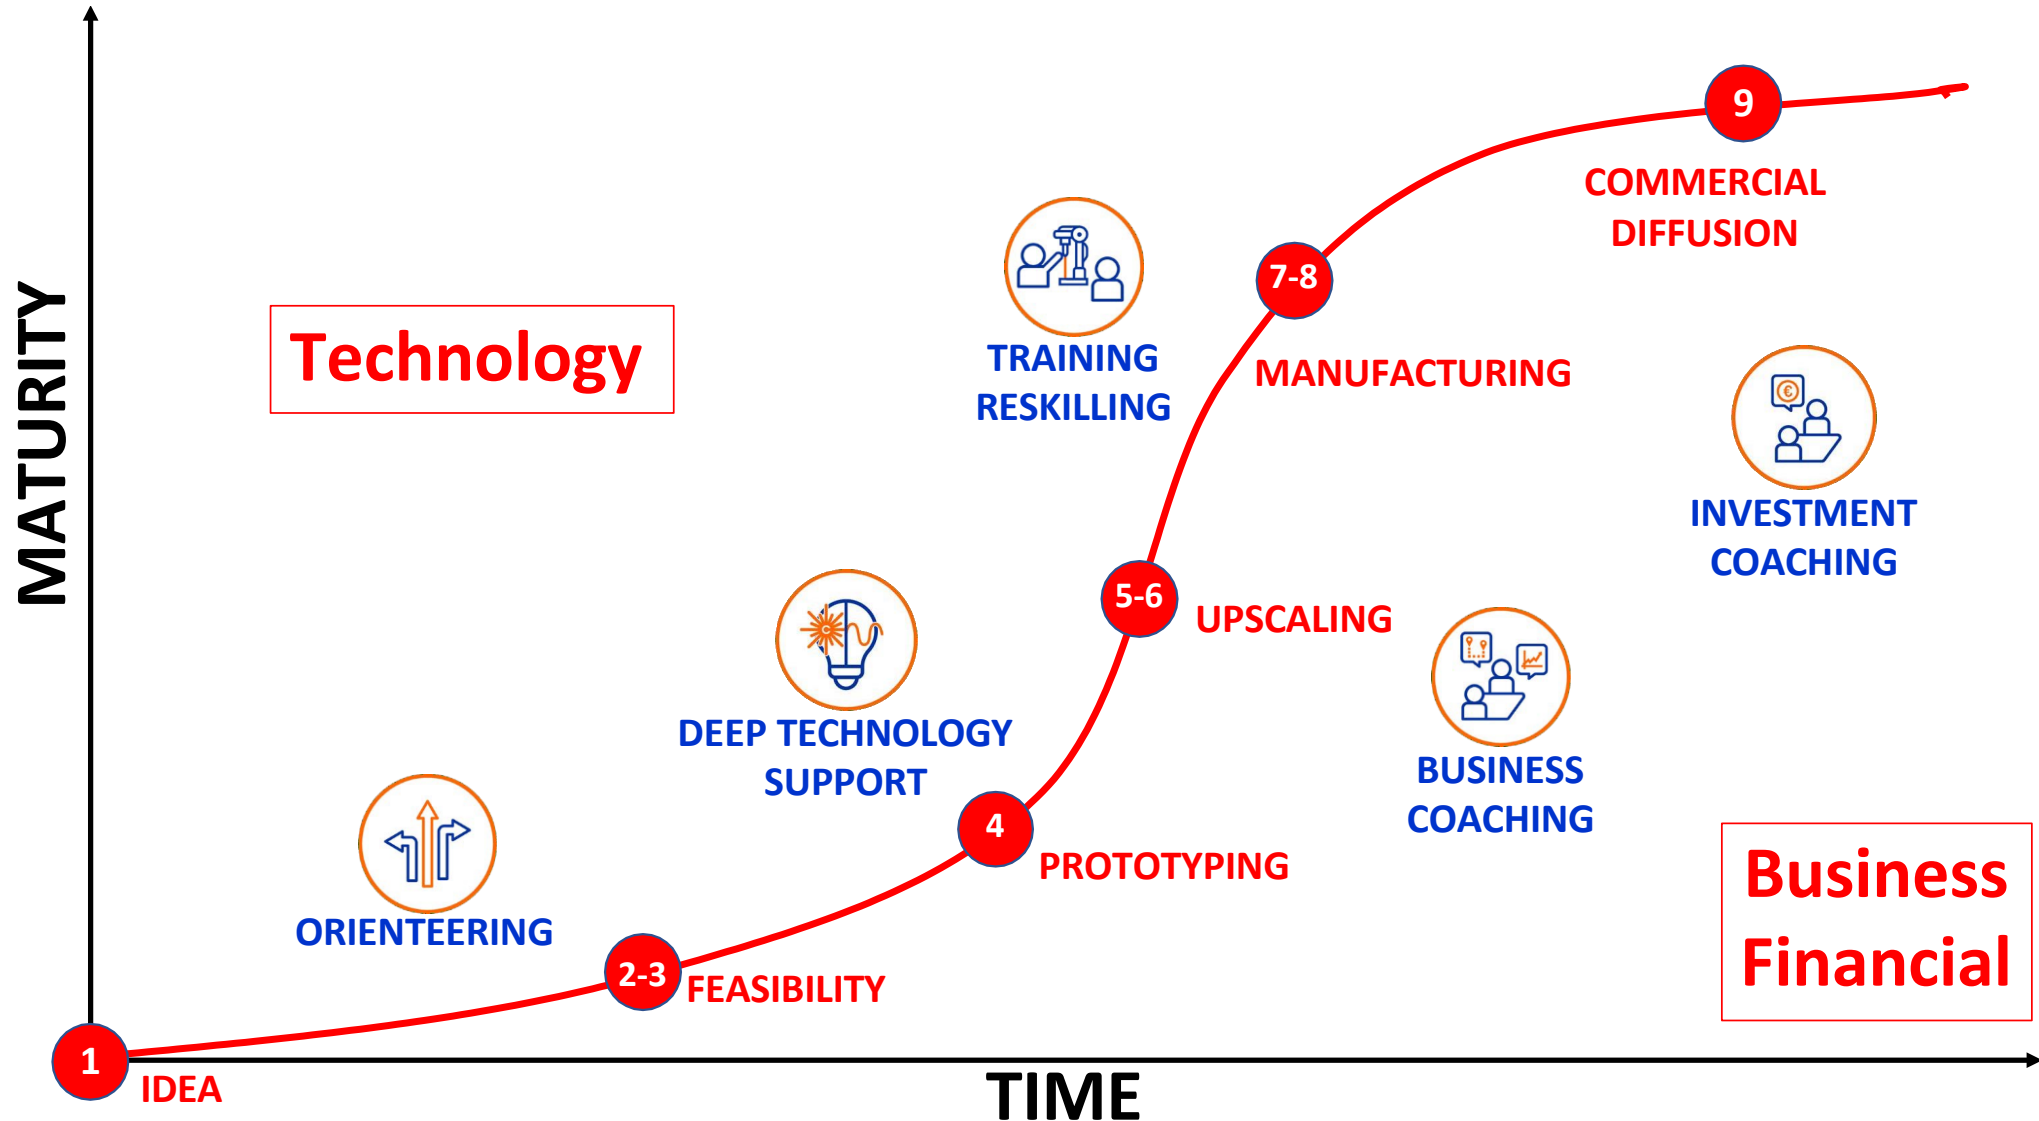 9
COMMERCIAL
DIFFUSION
7-8
MATURITY
Technology
TRAINING
RESKILLING
MANUFACTURING
€
INVESTMENT
COACHING
5-6
UPSCALING
DEEP TECHNOLOGY
SUPPORT
BUSINESS
COACHING
4
PROTOTYPING
Business
Financial
ORIENTEERING
2-3
FEASIBILITY
1
IDEA
TIME